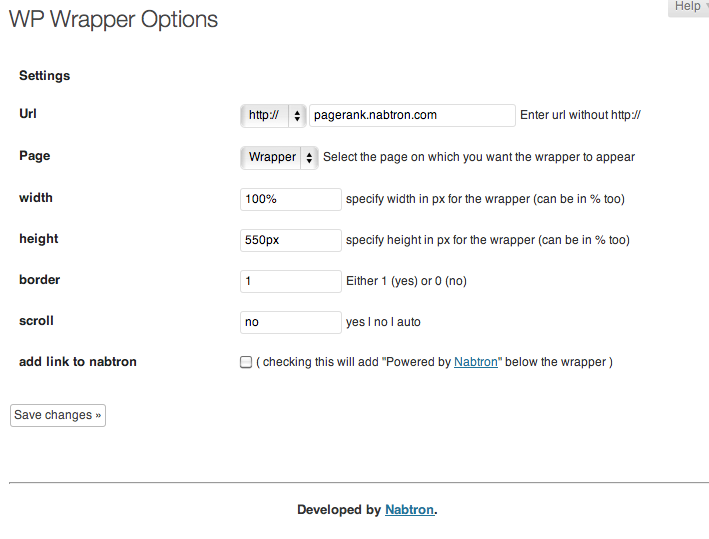 Help
WP Wrapper Options
Settings
Url http:// pagerank.nabtron.com Enter url without http://
Page Wrapper Select the page on which you want the wrapper to appear
width 100% specify width in px for the wrapper (can be in % too)
height 550px specify height in px for the wrapper (can be in % too)
border 1 Either 1 (yes) or 0 (no)
scroll no yes | no | auto
add link to nabtron ( checking this will add "Powered by Nabtron" below the wrapper )
Save changes »
Developed by Nabtron.